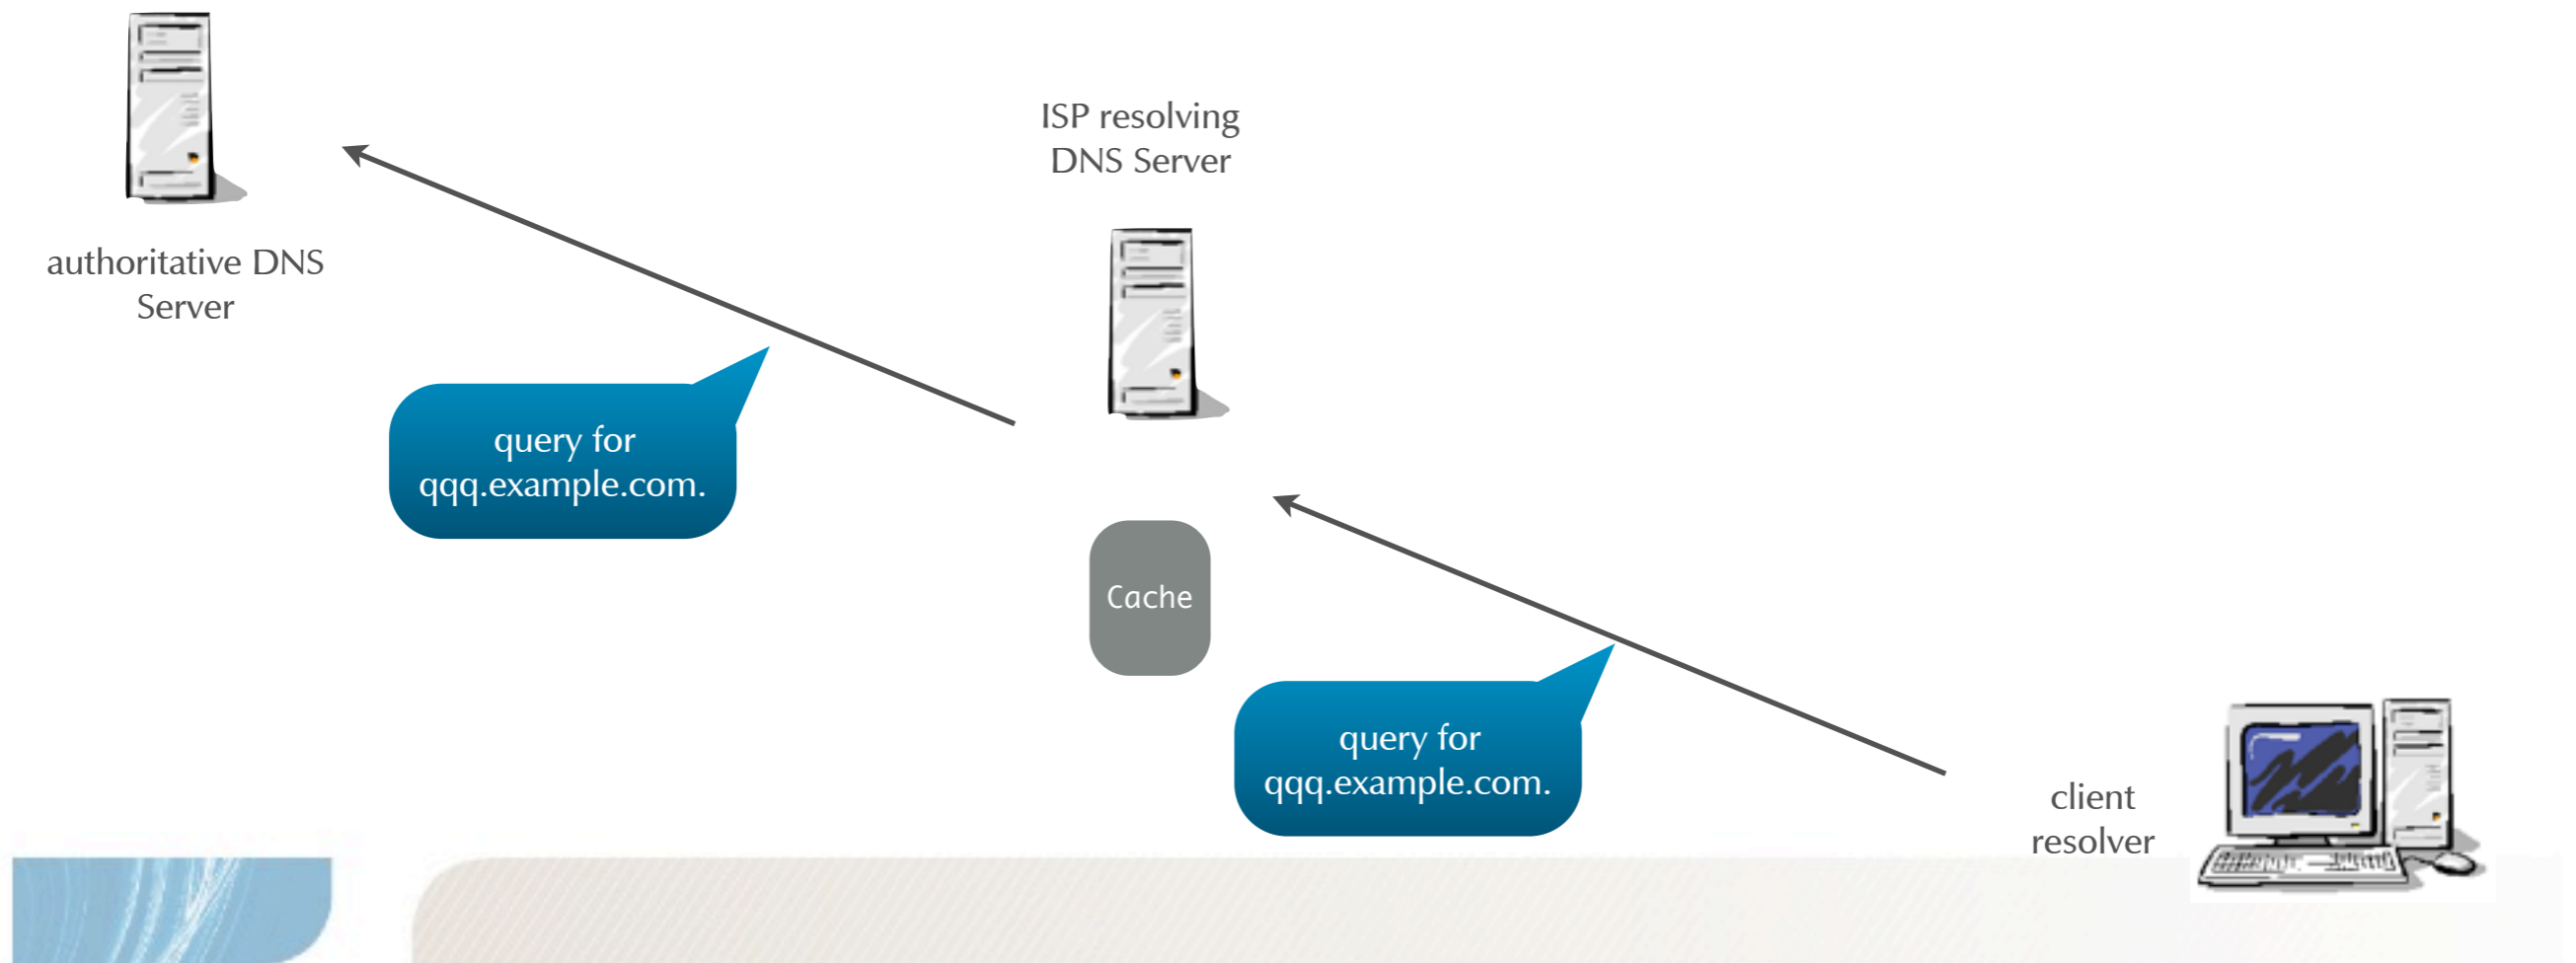 ISP resolving
DNS Server
authoritative DNS
Server
query for
qqq.example.com.
Cache
query for
qqq.example.com.
client
resolver